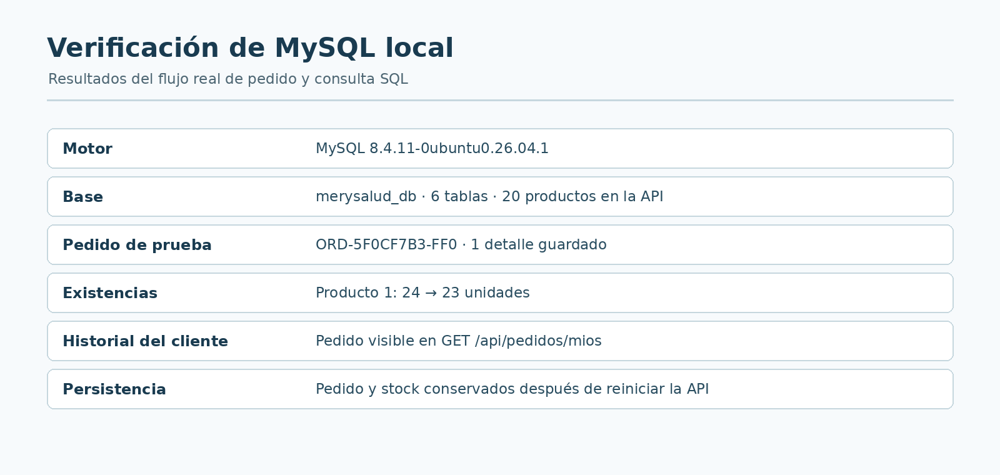 Verificación de MySQL local
Resultados del flujo real de pedido y consulta SQL
Motor
MySQL 8.4.11-0ubuntu0.26.04.1
Base
merysalud_db · 6 tablas · 20 productos en la API
Pedido de prueba
ORD-5F0CF7B3-FF0 · 1 detalle guardado
Existencias
Producto 1: 24 → 23 unidades
Historial del cliente
Pedido visible en GET /api/pedidos/mios
Persistencia
Pedido y stock conservados después de reiniciar la API